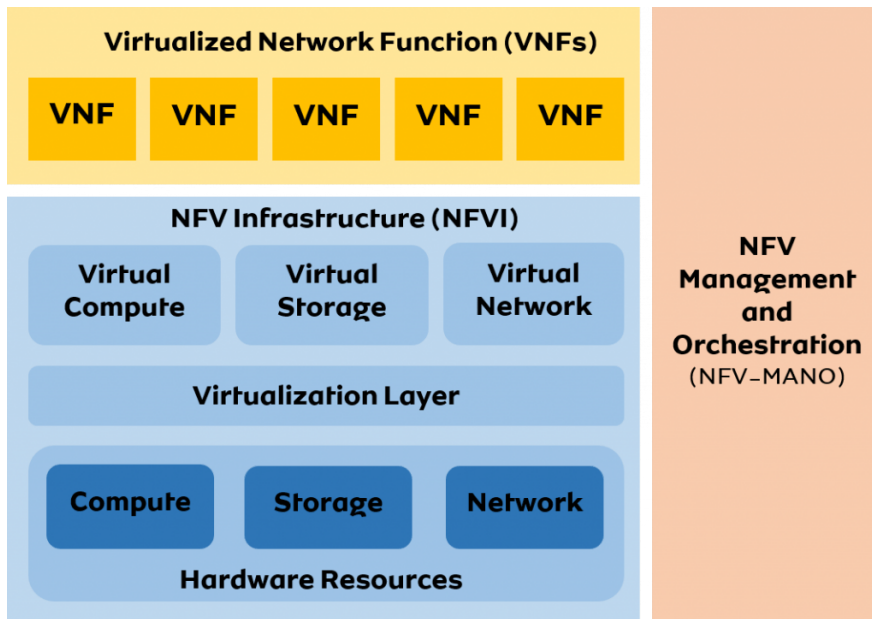 Virtualized Network Function (VNFs)
VNF VNF VNF VNF VNF
NFV Infrastructure (NFVI)
Virtual
Compute
Virtual
Storage
Virtual
Network
Virtualization Layer
Compute
Storage
Network
Hardware Resources
NFV
Management
and
Orchestration
(NFV-MANO)